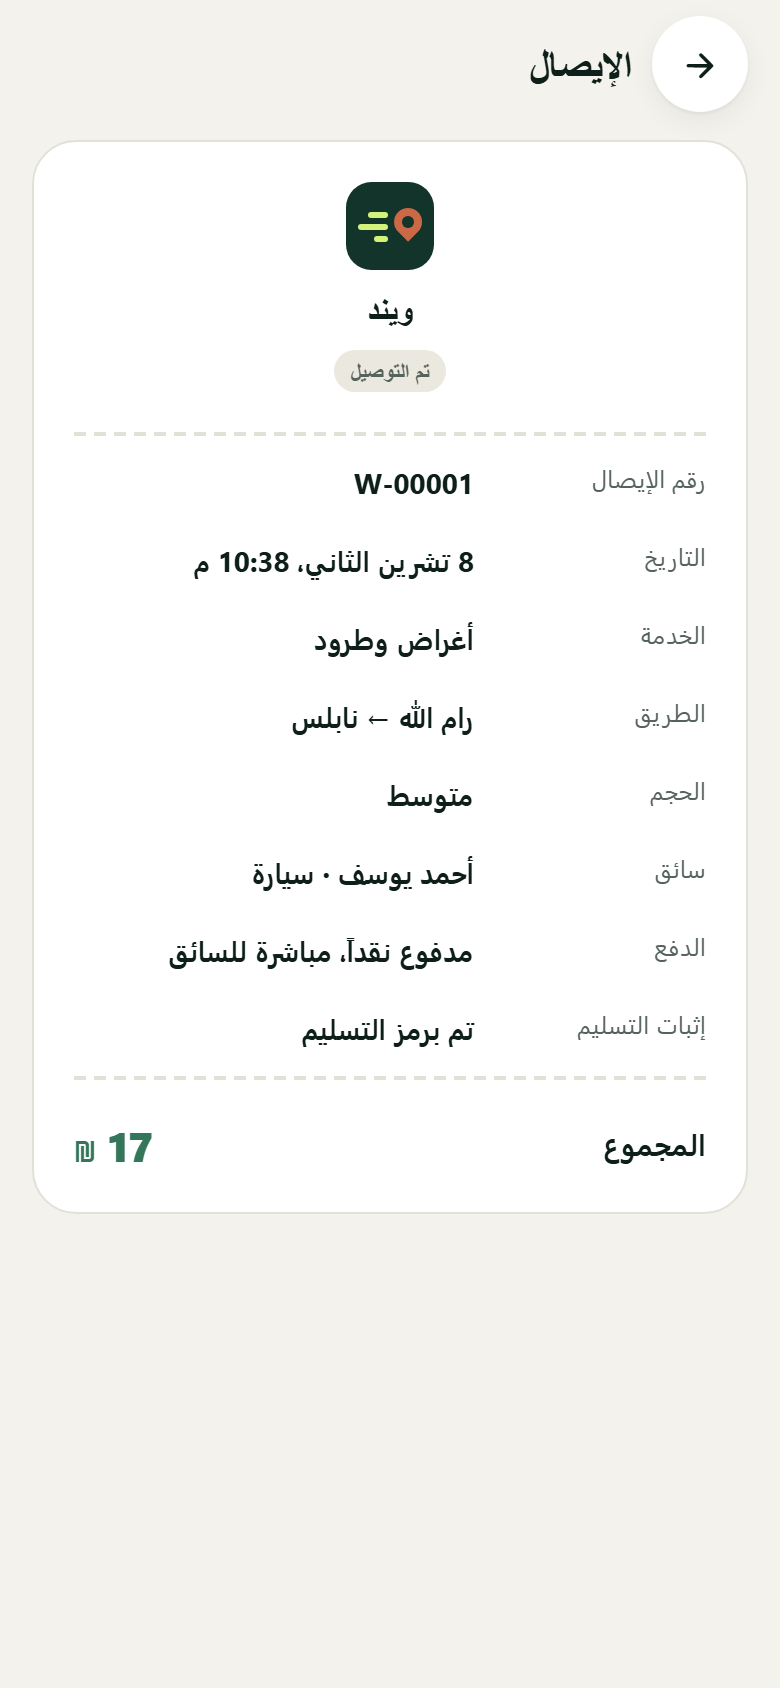 الإيصال
ويند
تم التوصيل
رقم الإيصال W-00001
التاريخ 8 تشرين الثاني، 10:38 م
الخدمة أغراض وطرود
الطريق رام الله ← نابلس
الحجم متوسط
سائق أحمد يوسف · سيارة
الدفع مدفوع نقداً، مباشرة للسائق
إثبات التسليم تم برمز التسليم
المجموع 17 ₪